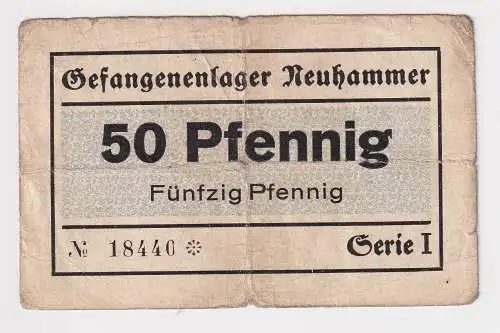 Gefangenenlager Neuhammer
50 Pfennig
Fünfzig Pfennig
№ 18440 *
Serie I